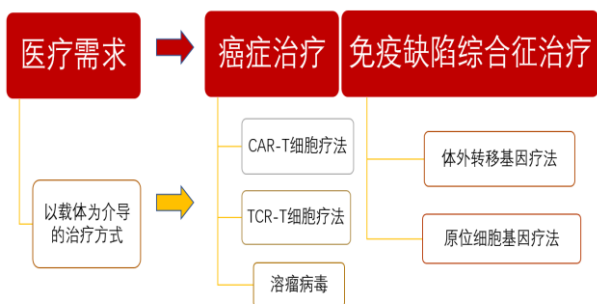 医疗需求
癌症治疗
免疫缺陷综合征治疗
CAR-T细胞疗法
体外转移基因疗法
以载体为介导
的治疗方式
TCR-T细胞疗法
原位细胞基因疗法
溶瘤病毒